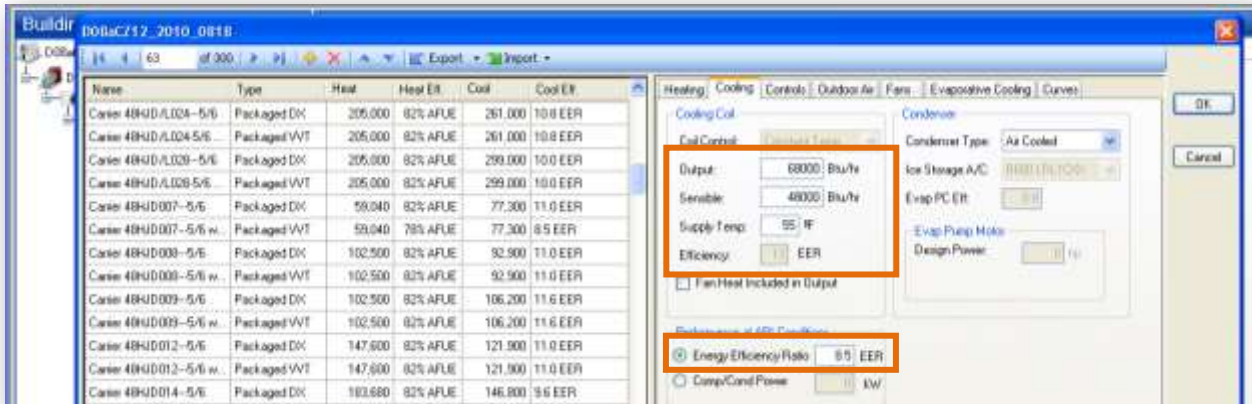 Buildin
DOBaCZ12_2010_081B
63 of 300 Export Import
Name Type Heat Heat Eff. Cool Cool Eff.
Carrier 48HJD/L024--5/6 Packaged DX 205,000 82% AFUE 261,000 10.8 EER
Carrier 48HJD/L024-5/6 Packaged VVT 205,000 82% AFUE 261,000 10.8 EER
Carrier 48HJD/L028--5/6 Packaged DX 205,000 82% AFUE 299,000 10.0 EER
Carrier 48HJD/L028-5/6 Packaged VVT 205,000 82% AFUE 299,000 10.0 EER
Carrier 48HJD007--5/6 Packaged DX 59,040 82% AFUE 77,300 11.0 EER
Carrier 48HJD007--5/6 w... Packaged VVT 59,040 78% AFUE 77,300 8.5 EER
Carrier 48HJD008--5/6 Packaged DX 102,500 82% AFUE 92,900 11.0 EER
Carrier 48HJD008--5/6 w... Packaged VVT 102,500 82% AFUE 92,900 11.0 EER
Carrier 48HJD009--5/6 Packaged DX 102,500 82% AFUE 106,200 11.6 EER
Carrier 48HJD009--5/6 w... Packaged VVT 102,500 82% AFUE 106,200 11.6 EER
Carrier 48HJD012--5/6 Packaged DX 147,600 82% AFUE 121,900 11.0 EER
Carrier 48HJD012--5/6 w... Packaged VVT 147,600 82% AFUE 121,900 11.0 EER
Carrier 48HJD014--5/6 Packaged DX 183,680 82% AFUE 146,800 9.6 EER
Heating Cooling Controls Outdoor Air Fans Evaporative Cooling Curves
Cooling Coil
Coil Control: Constant Temp
Output: 68000 Btu/hr
Sensible: 48000 Btu/hr
Supply Temp: 55 °F
Efficiency: EER
Fan Heat Included in Output
Performance at ARI Conditions
Energy Efficiency Ratio 8.5 EER
Comp/Cond Power 0 kW
Condenser
Condenser Type: Air Cooled
Ice Storage A/C
Evap PC Eff:
Evap Pump Motor
Design Power: hp
OK
Cancel